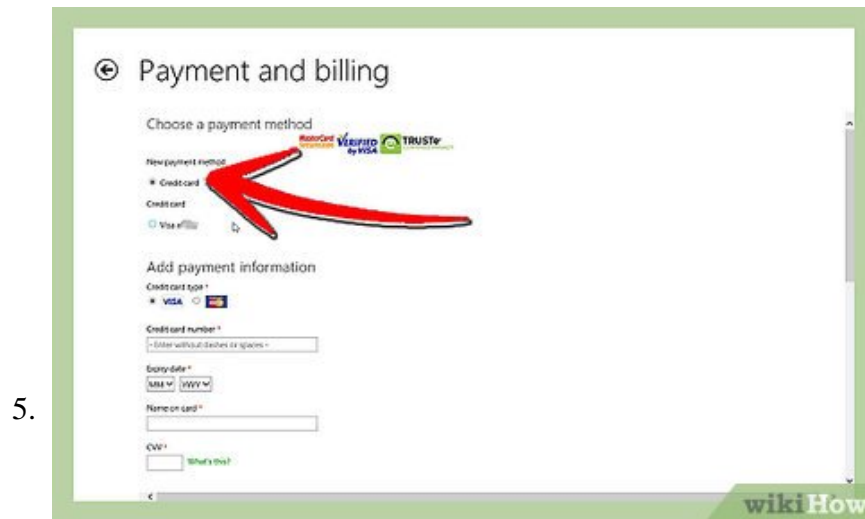 Payment and billing
Choose a payment method
MasterCard
VERIFIED by VISA
TRUSTe
New payment method
Credit card
Credit card
Visa
Add payment information
Credit card type *
VISA
Credit card number *
- Enter without dashes or spaces -
Expiry date *
MM YYYY
Name on card *
5.
CVV *
What's this?
wikiHow